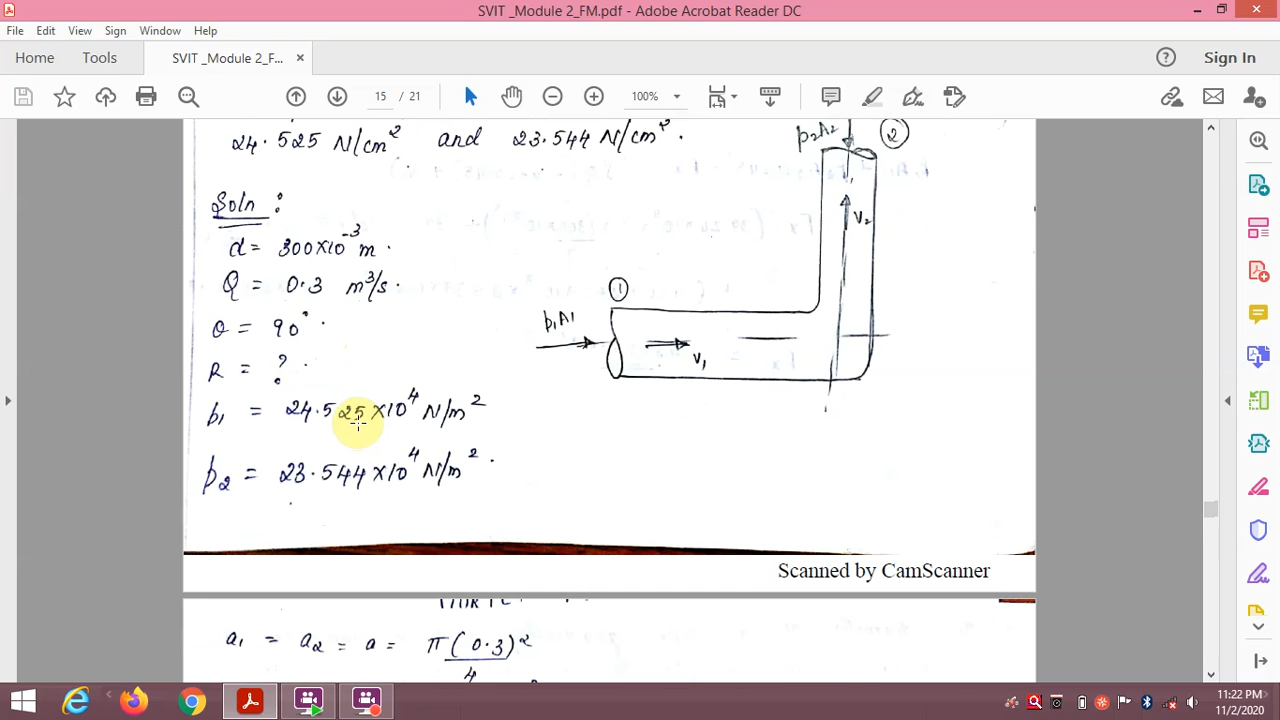 SVIT _Module 2_FM.pdf - Adobe Acrobat Reader DC
File Edit View Window Help
Home Tools SVIT _Module 2_F... × Sign In
15 / 21 100%
24.525 N/cm² and 23.544 N/cm².
p₂A₂ 2
Soln :
d = 300×10⁻³ m.
V₂
Q = 0.3 m³/s.
1
θ = 90°.
p₁A₁
V₁
R = ?
p₁ = 24.525×10⁴ N/m²
p₂ = 23.544×10⁴ N/m².
Scanned by CamScanner
a₁ = a₂ = a = π(0.3)²
4
11:22 PM
11/2/2020